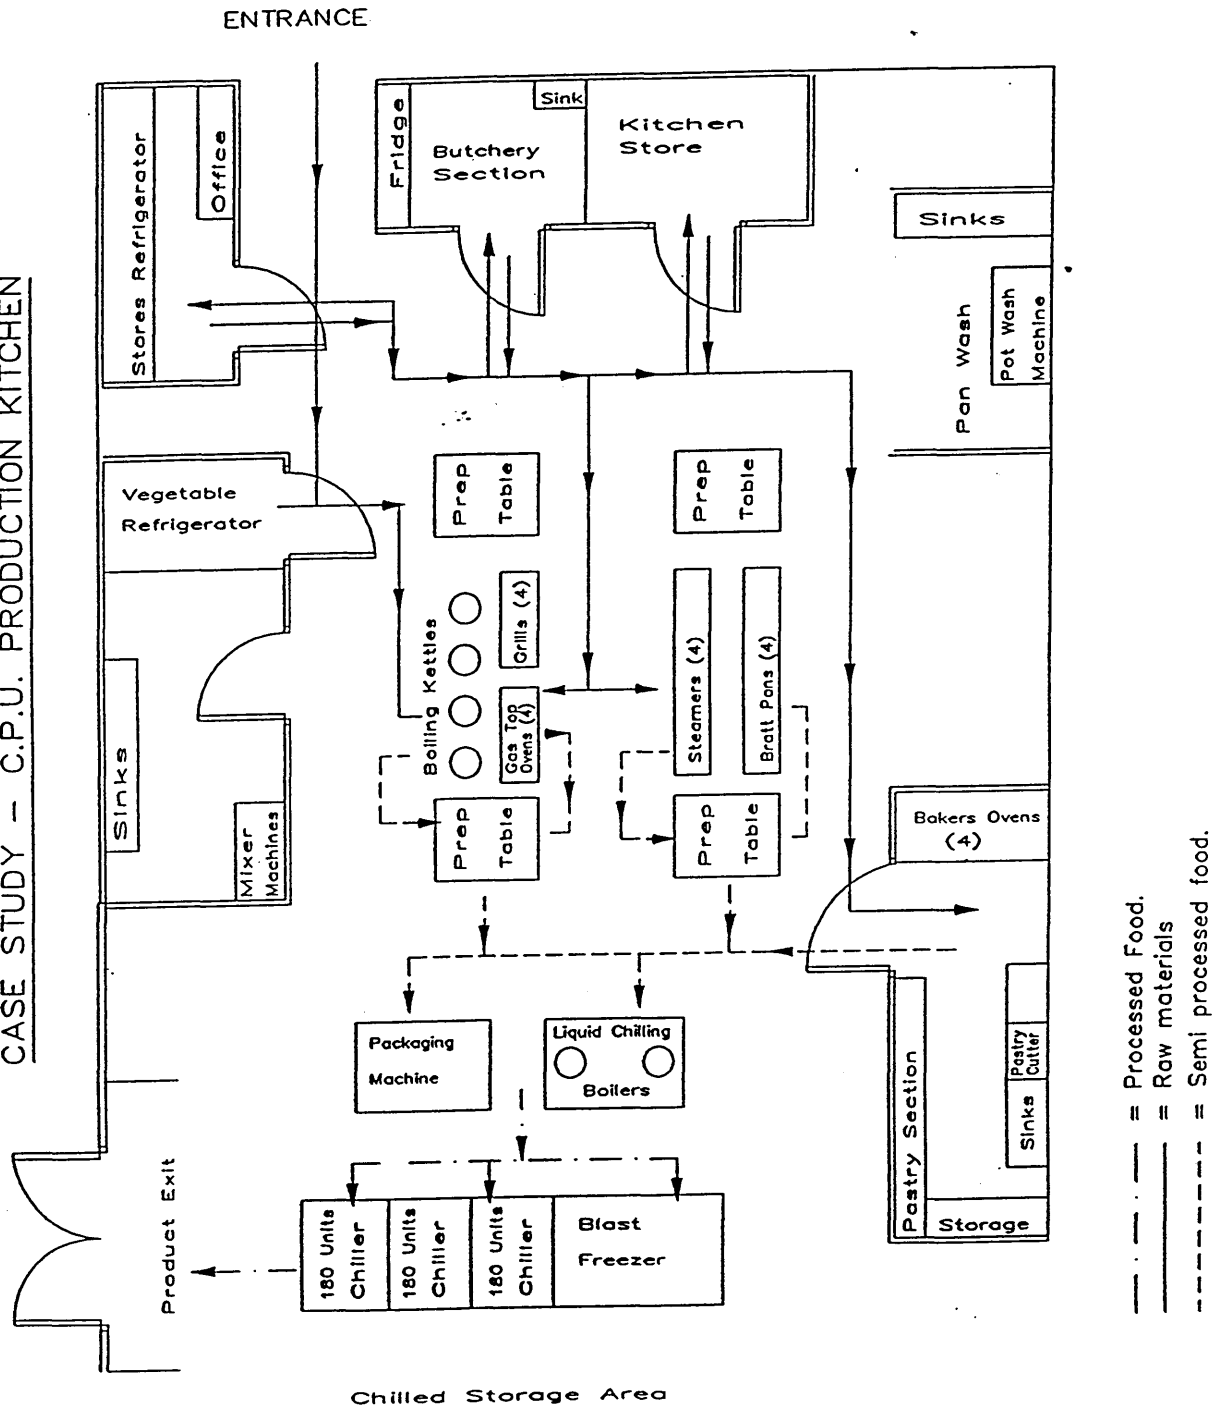 CASE STUDY – C.P.U. PRODUCTION KITCHEN
ENTRANCE
Stores Refrigerator
Office
Fridge
Butchery
Section
Sink
Kitchen
Store
Sinks
Pan Wash
Pot Wash
Machine
Vegetable
Refrigerator
Prep
Table
Prep
Table
Sinks
Mixer
Machines
Boiling Kettles
Grills (4)
Gas Top
Ovens (4)
Steamers (4)
Bratt Pans (4)
Prep
Table
Prep
Table
Bakers Ovens
(4)
Packaging
Machine
Liquid Chilling
Boilers
Pastry Section
Pastry
Cutter
Sinks
Storage
Product Exit
180 Units
Chiller
180 Units
Chiller
180 Units
Chiller
Blast
Freezer
Chilled Storage Area
= Processed Food.
= Raw materials
= Semi processed food.